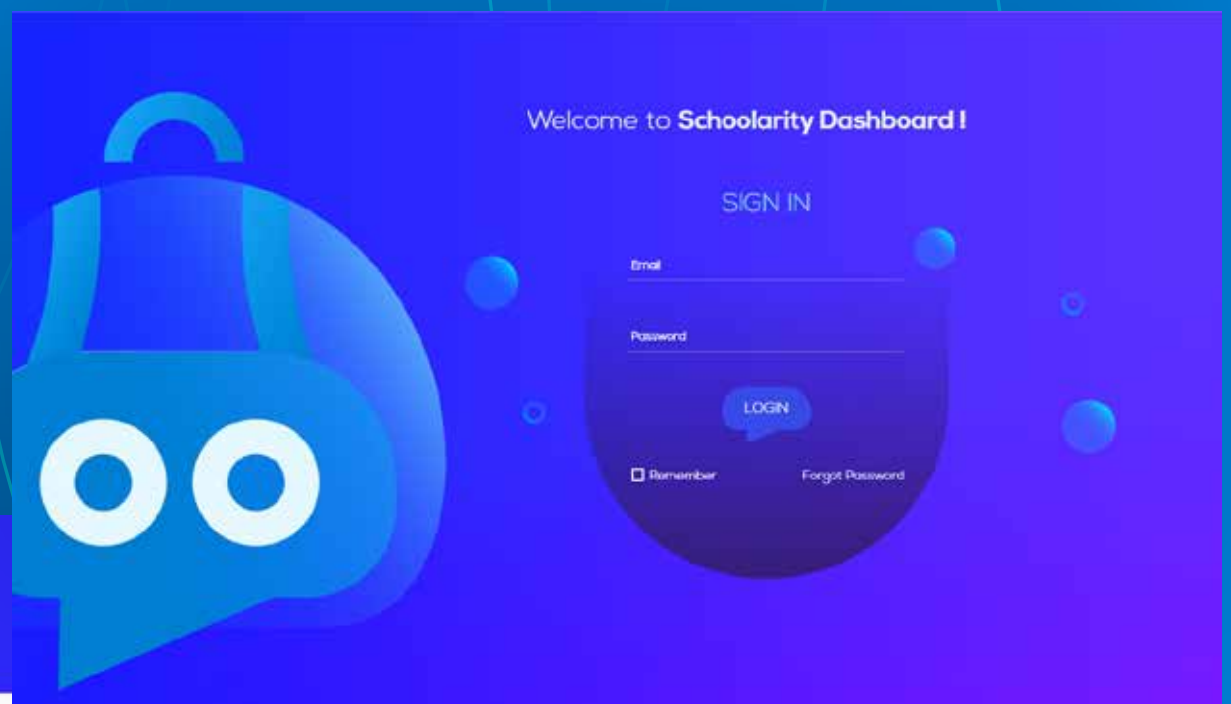 Welcome to Schoolarity Dashboard !
SIGN IN
Email
Password
LOGIN
Remember Forgot Password